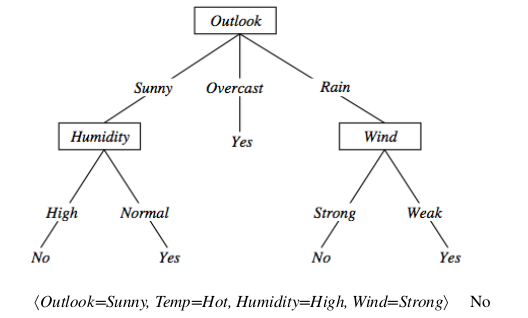 Outlook
Sunny Overcast Rain
Humidity Yes Wind
High Normal Strong Weak
No Yes No Yes
⟨Outlook=Sunny, Temp=Hot, Humidity=High, Wind=Strong⟩ No